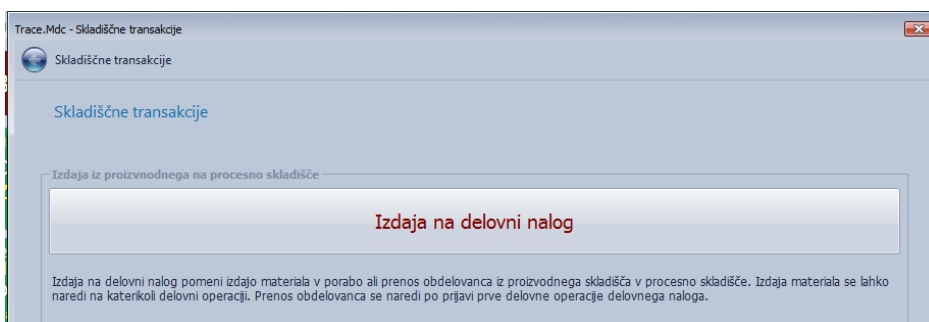 Trace.Mdc - Skladiščne transakcije
Skladiščne transakcije
Skladiščne transakcije
Izdaja iz proizvnodnega na procesno skladišče
Izdaja na delovni nalog
Izdaja na delovni nalog pomeni izdajo materiala v porabo ali prenos obdelovanca iz proizvodnega skladišča v procesno skladišče. Izdaja materiala se lahko
naredi na katerikoli delovni operaciji. Prenos obdelovanca se naredi po prijavi prve delovne operacije delovnega naloga.